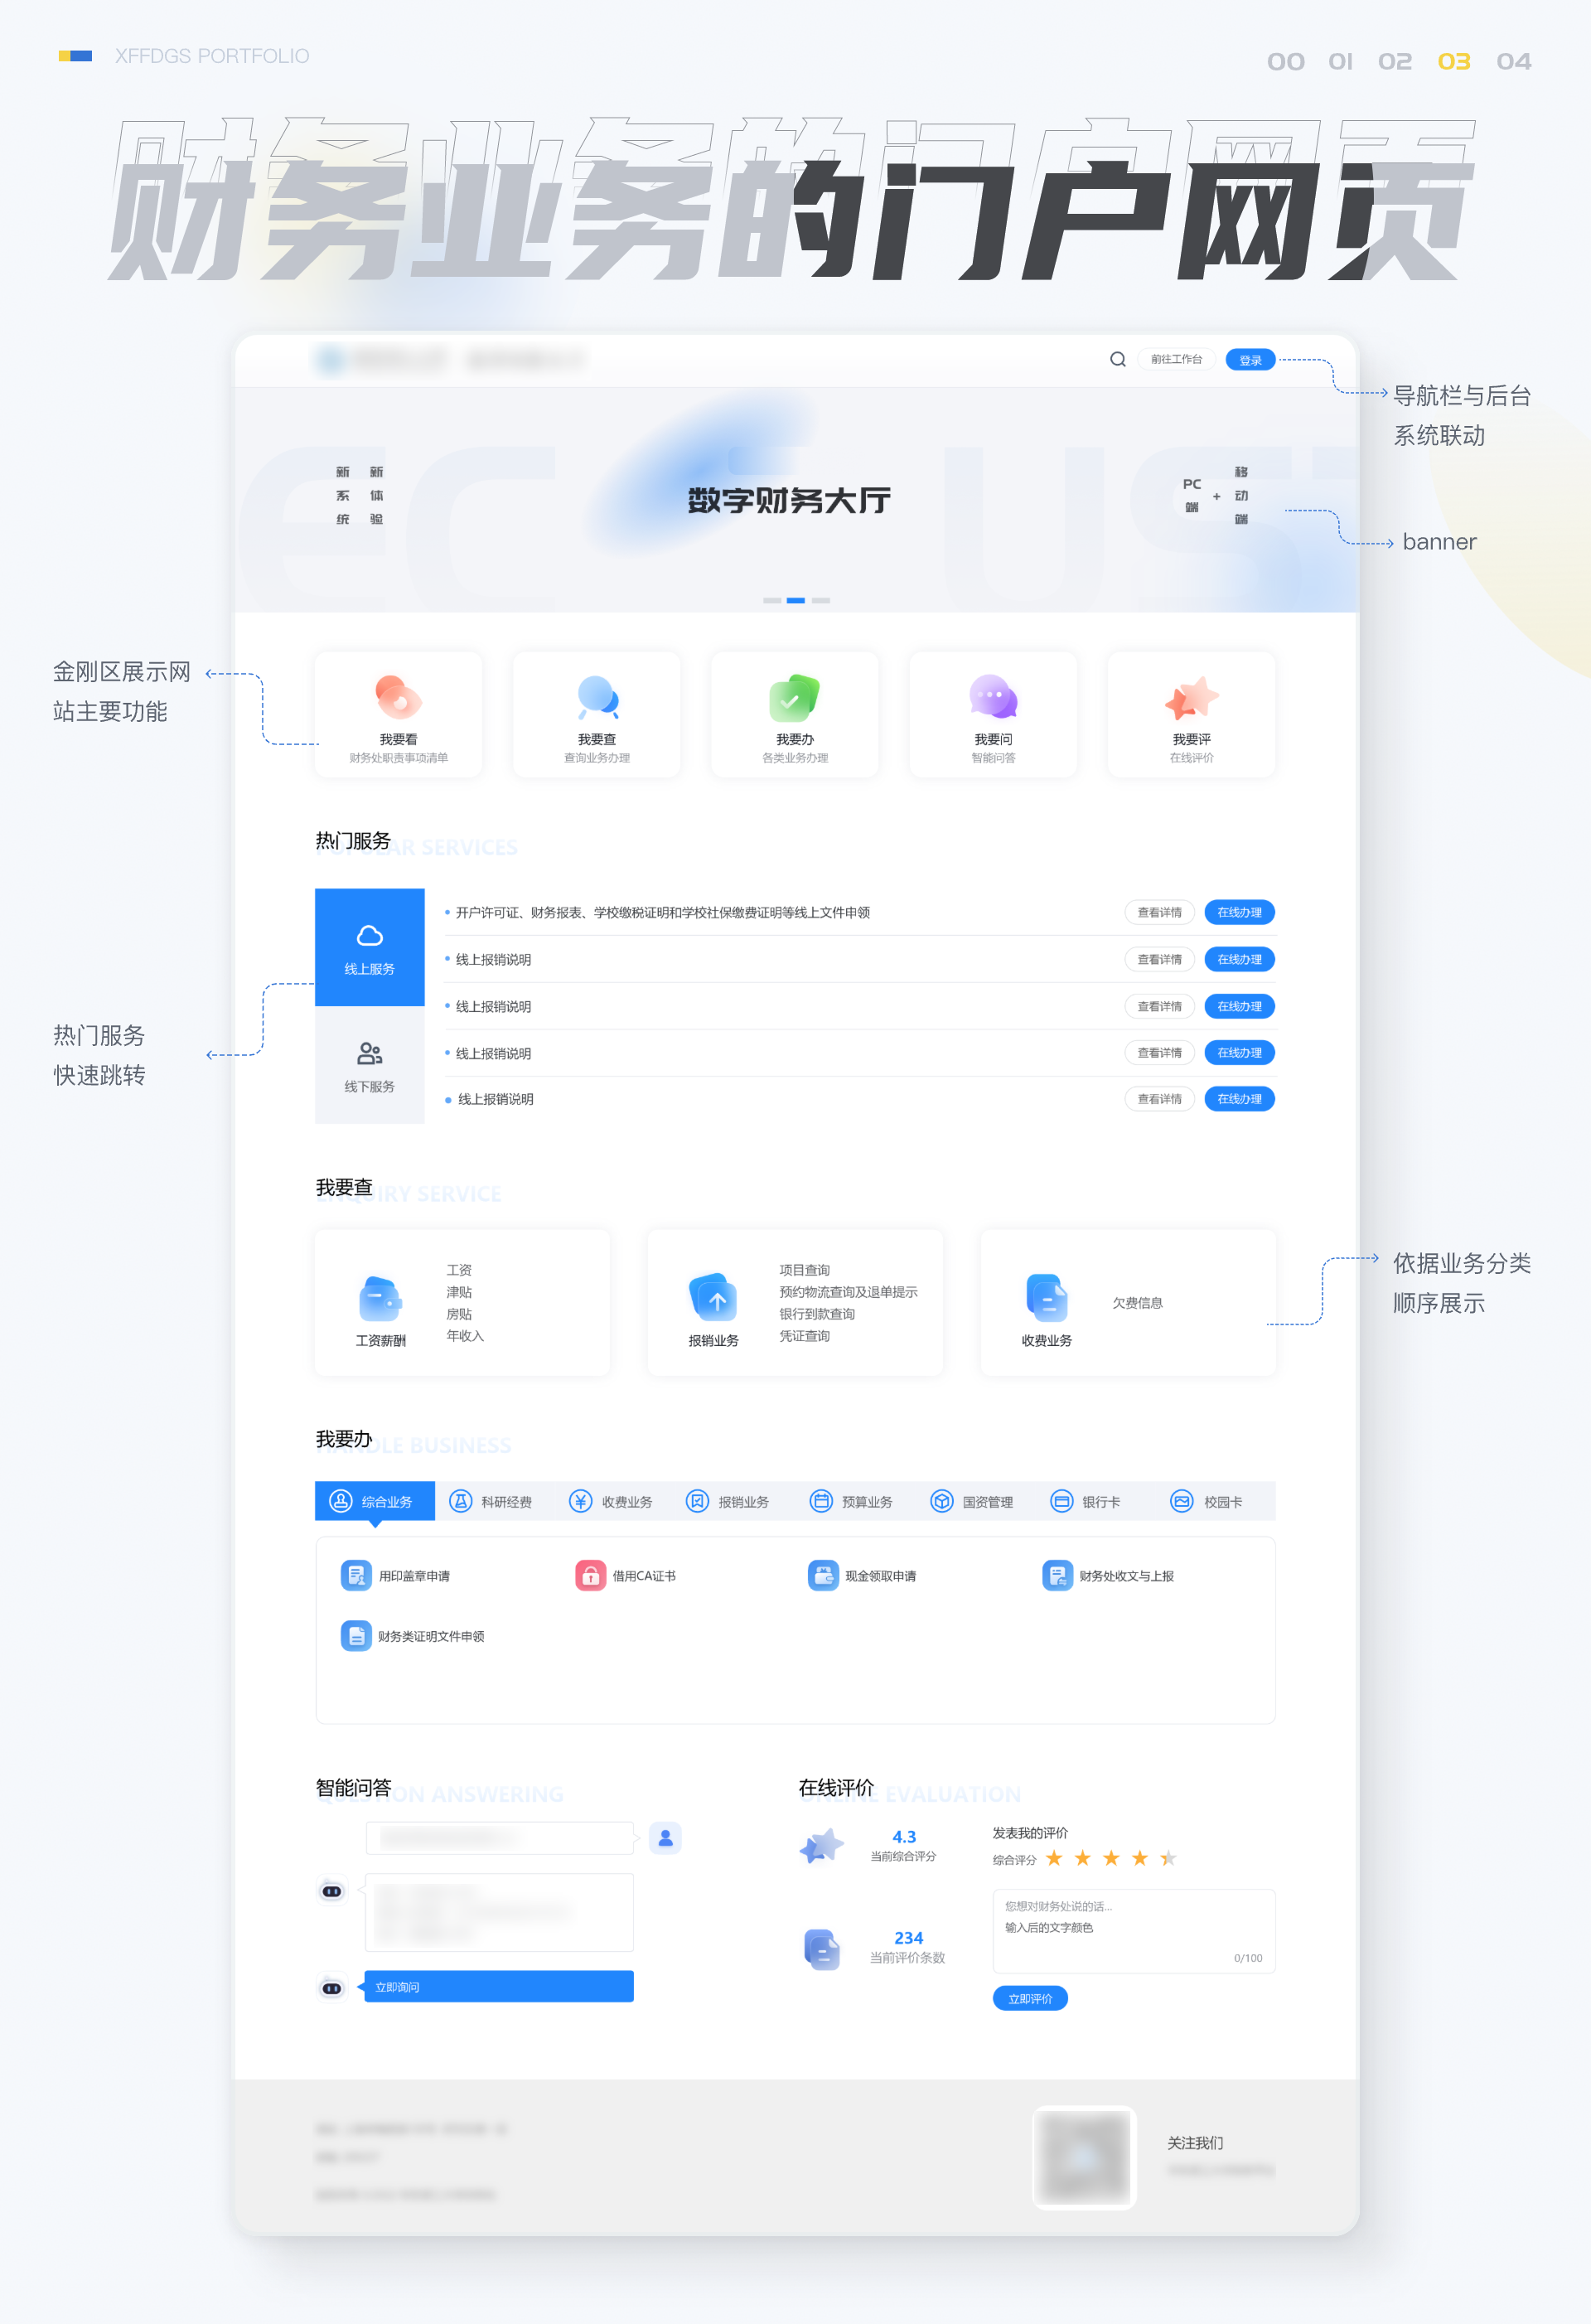 XFFDGS PORTFOLIO
00 01 02 03 04
财务业务的门户网页
前往工作台
登录
导航栏与后台
系统联动
新系统
新体验
数字财务大厅
PC端
+
移动端
banner
金刚区展示网
站主要功能
我要看
财务处职责事项清单
我要查
查询业务办理
我要办
各类业务办理
我要问
智能问答
我要评
在线评价
热门服务
POPULAR SERVICES
线上服务
线下服务
热门服务
快速跳转
开户许可证、财务报表、学校缴税证明和学校社保缴费证明等线上文件申领 查看详情 在线办理
线上报销说明 查看详情 在线办理
线上报销说明 查看详情 在线办理
线上报销说明 查看详情 在线办理
线上报销说明 查看详情 在线办理
我要查
ENQUIRY SERVICE
工资薪酬
工资
津贴
房贴
年收入
报销业务
项目查询
预约物流查询及退单提示
银行到款查询
凭证查询
收费业务
欠费信息
依据业务分类
顺序展示
我要办
HANDLE BUSINESS
综合业务 科研经费 收费业务 报销业务 预算业务 国资管理 银行卡 校园卡
用印盖章申请 借用CA证书 现金领取申请 财务处收文与上报
财务类证明文件申领
智能问答
QUESTION ANSWERING
立即询问
在线评价
ONLINE EVALUATION
4.3
当前综合评分
234
当前评价条数
发表我的评价
综合评分
您想对财务处说的话...
输入后的文字颜色
0/100
立即评价
关注我们